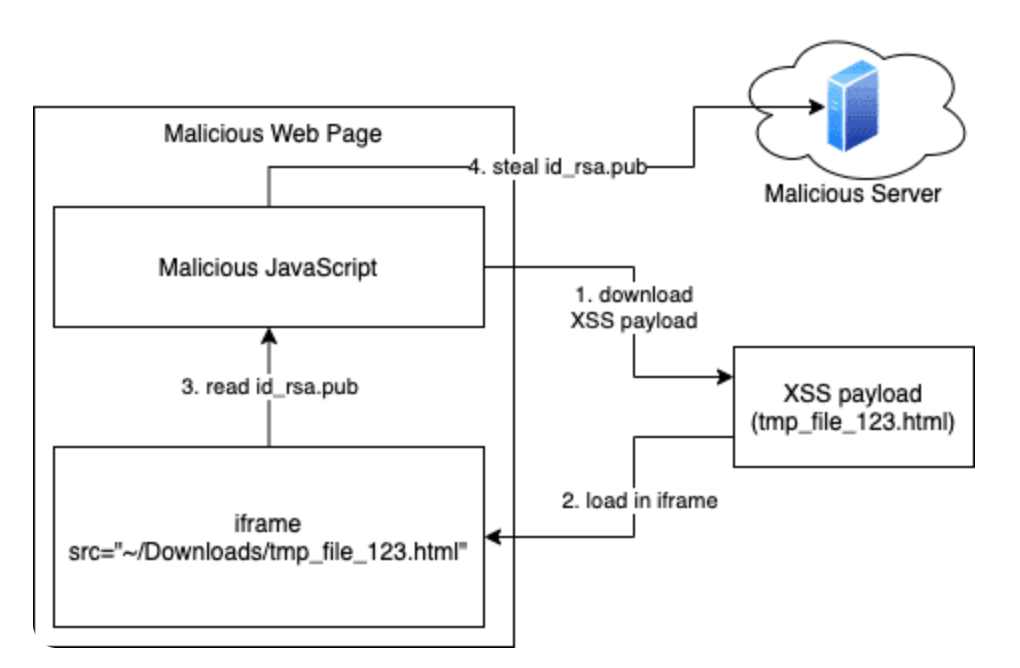 Malicious Web Page
4. steal id_rsa.pub
Malicious Server
Malicious JavaScript
1. download
XSS payload
3. read id_rsa.pub
XSS payload
(tmp_file_123.html)
2. load in iframe
iframe
src="~/Downloads/tmp_file_123.html"